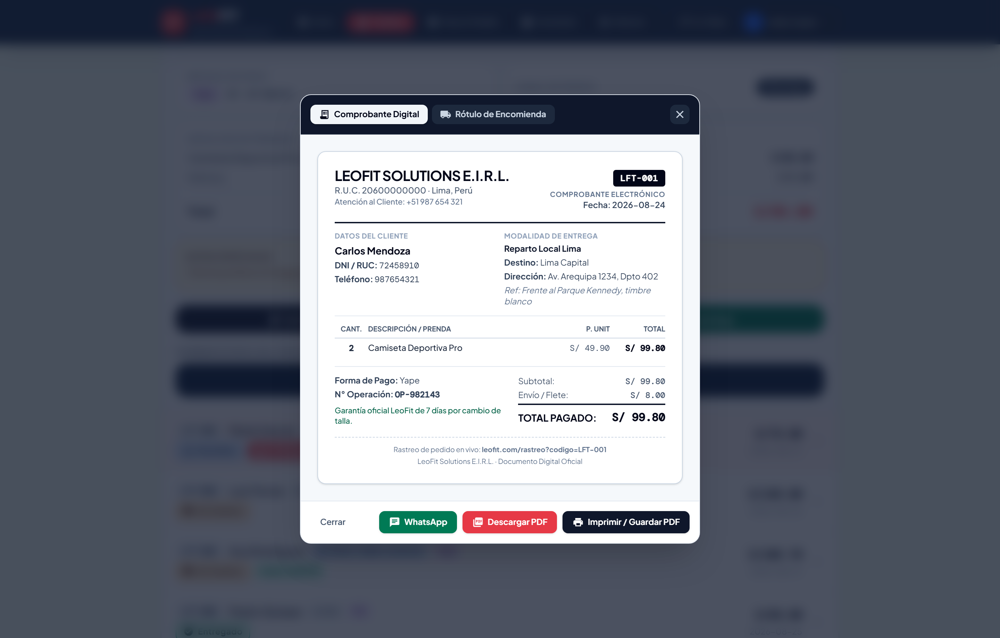 Comprobante Digital
Rótulo de Encomienda
LEOFIT SOLUTIONS E.I.R.L.
R.U.C. 20600000000 · Lima, Perú
Atención al Cliente: +51 987 654 321
LFT-001
COMPROBANTE ELECTRÓNICO
Fecha: 2026-08-24
DATOS DEL CLIENTE
Carlos Mendoza
DNI / RUC: 72458910
Teléfono: 987654321
MODALIDAD DE ENTREGA
Reparto Local Lima
Destino: Lima Capital
Dirección: Av. Arequipa 1234, Dpto 402
Ref: Frente al Parque Kennedy, timbre
blanco
CANT. DESCRIPCIÓN / PRENDA P. UNIT TOTAL
2 Camiseta Deportiva Pro S/ 49.90 S/ 99.80
Forma de Pago: Yape
N° Operación: OP-982143
Garantía oficial LeoFit de 7 días por cambio de
talla.
Subtotal: S/ 99.80
Envío / Flete: S/ 8.00
TOTAL PAGADO: S/ 99.80
Rastreo de pedido en vivo: leofit.com/rastreo?codigo=LFT-001
LeoFit Solutions E.I.R.L. · Documento Digital Oficial
Cerrar
WhatsApp
PDF
Descargar PDF
Imprimir / Guardar PDF
Entregado